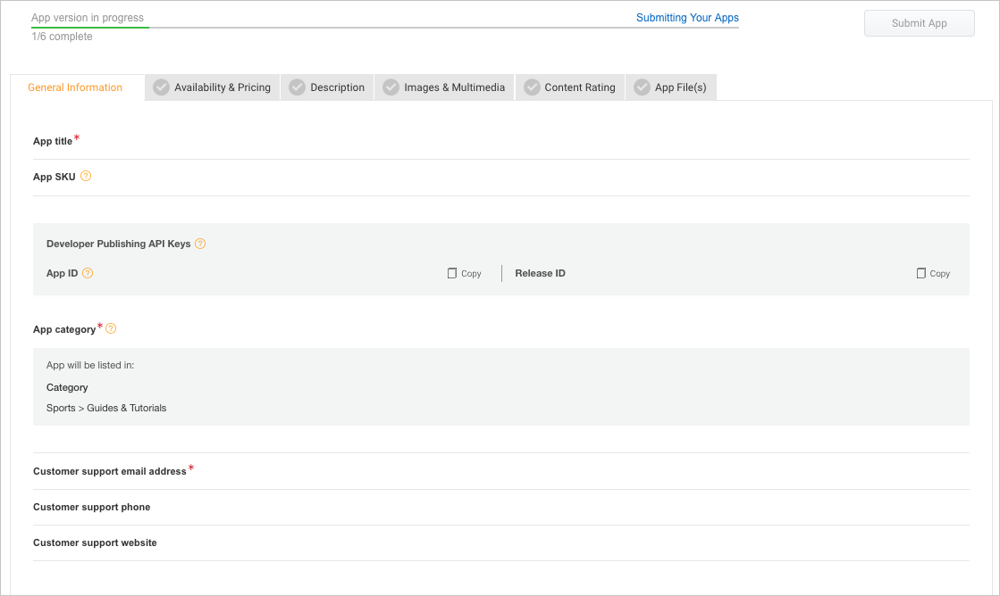 App version in progress
Submitting Your Apps
Submit App
1/6 complete
General Information
Availability & Pricing
Description
Images & Multimedia
Content Rating
App File(s)
App title*
App SKU ?
Developer Publishing API Keys ?
App ID ?
Copy
Release ID
Copy
App category* ?
App will be listed in:
Category
Sports > Guides & Tutorials
Customer support email address*
Customer support phone
Customer support website